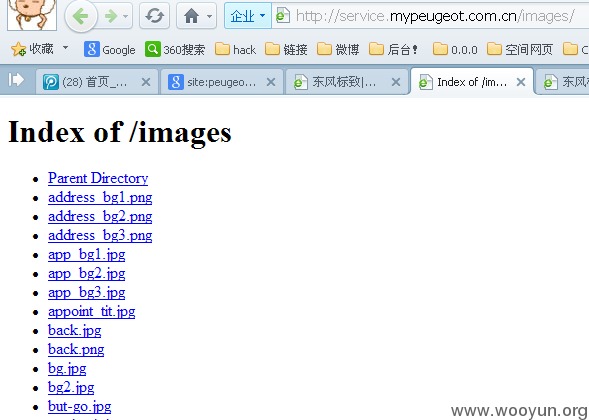 企业 http://service.mypeugeot.com.cn/images/
收藏 Google 360搜索 hack 链接 微博 后台! 0.0.0 空间网页
(28) 首页_... site:peugeo... 东风标致|... Index of /im... 东风标
Index of /images
Parent Directory
address_bg1.png
address_bg2.png
address_bg3.png
app_bg1.jpg
app_bg2.jpg
app_bg3.jpg
appoint_tit.jpg
back.jpg
back.png
bg.jpg
bg2.jpg
but-go.jpg
www.wooyun.org